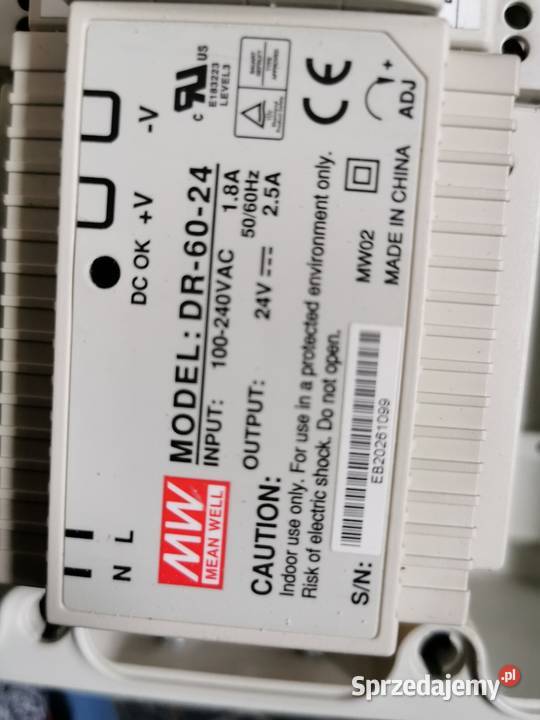 N L
DC OK +V -V
MW
MEAN WELL
MODEL: DR-60-24
INPUT: 100-240VAC 1.8A
50/60Hz
OUTPUT: 24V 2.5A
CAUTION:
Indoor use only. For use in a protected environment only.
Risk of electric shock. Do not open.
S/N:
EB20261099
MW02
MADE IN CHINA
c US
E183223
LEVEL3
CE
+
ADJ
Sprzedajemy.pl